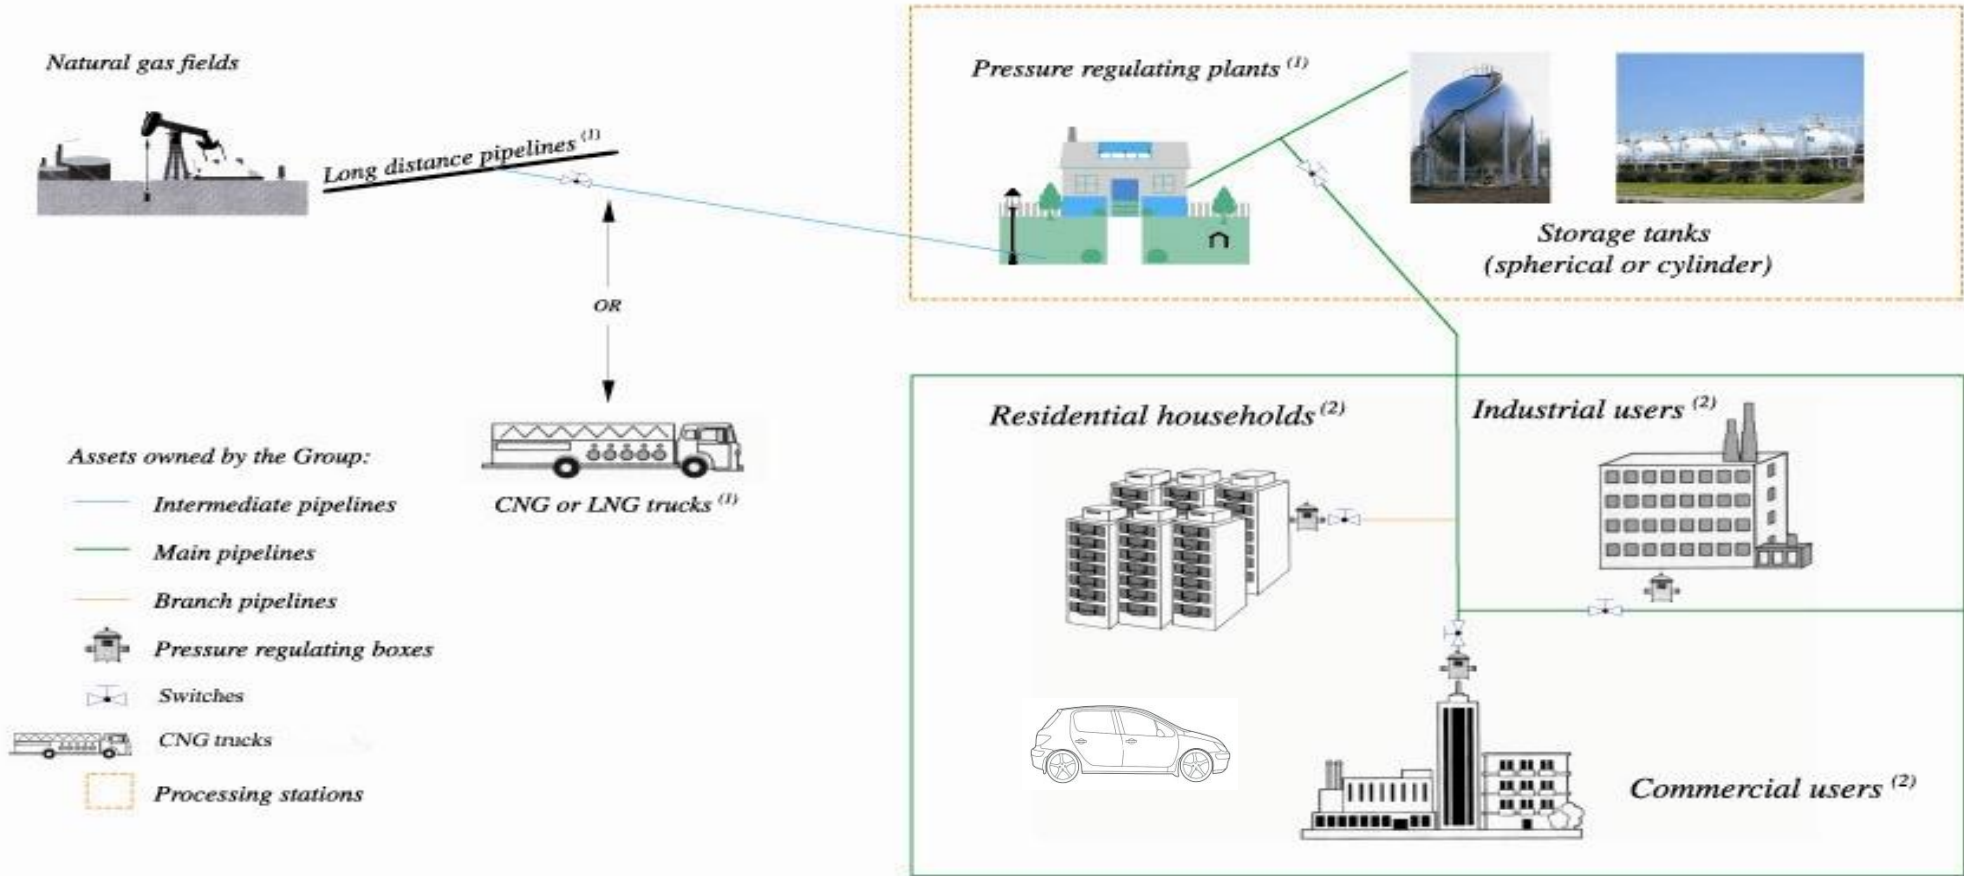 Natural gas fields
Long distance pipelines (1)
Pressure regulating plants (1)
Storage tanks
(spherical or cylinder)
OR
CNG or LNG trucks (1)
Residential households (2)
Industrial users (2)
Commercial users (2)
Assets owned by the Group:
Intermediate pipelines
Main pipelines
Branch pipelines
Pressure regulating boxes
Switches
CNG trucks
Processing stations